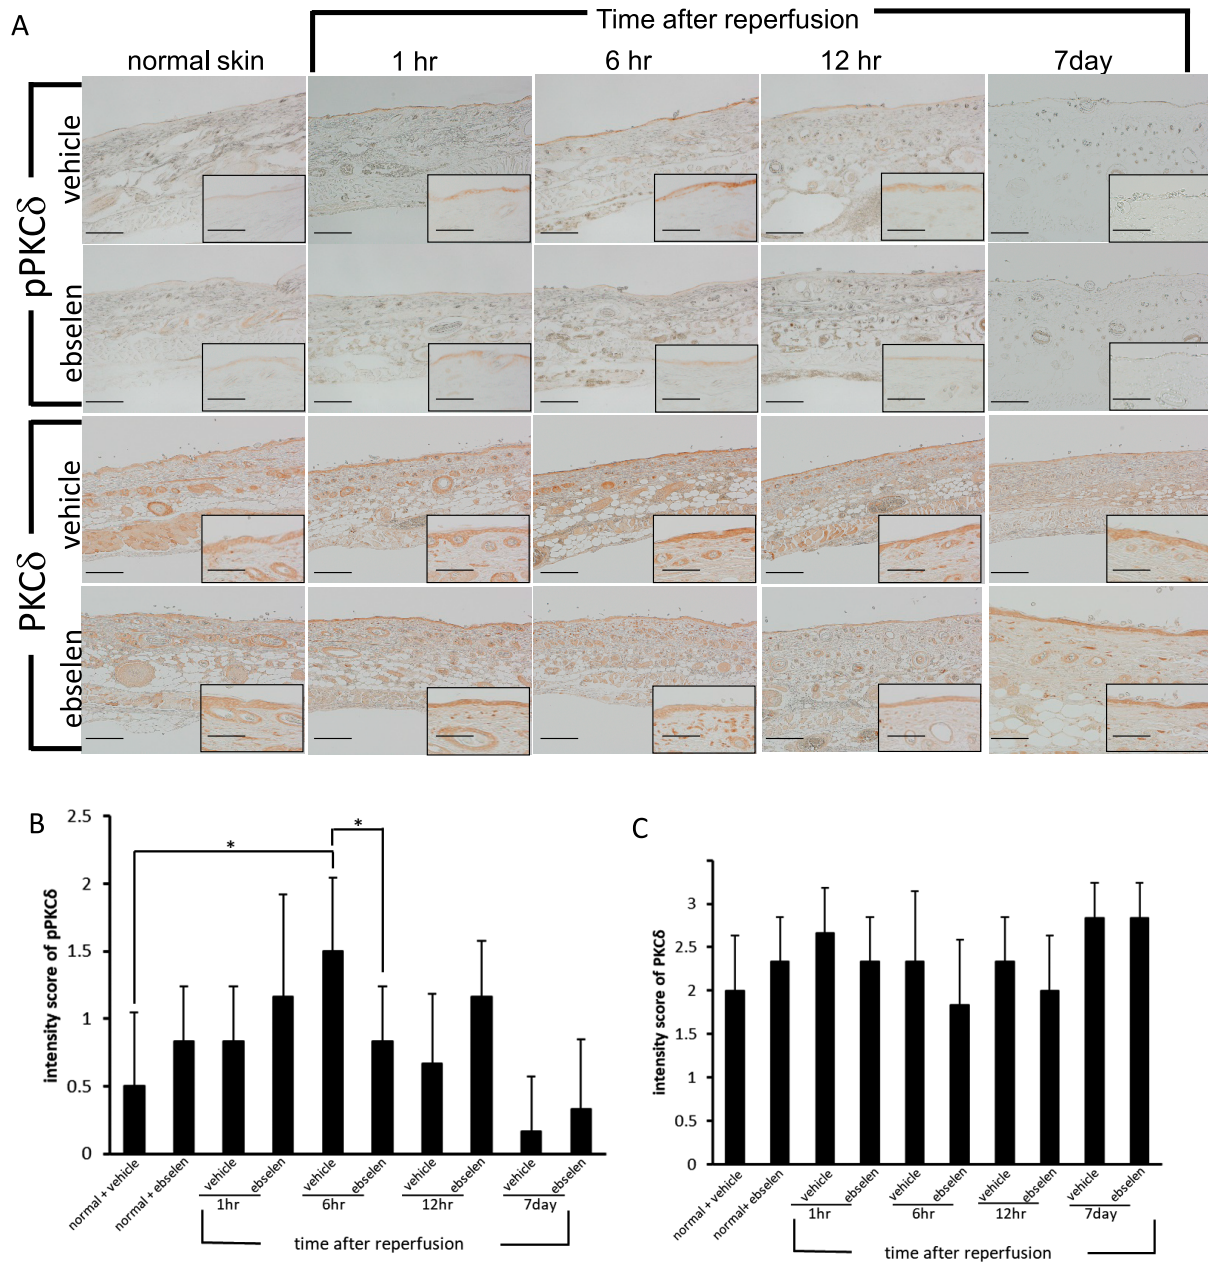 A
Time after reperfusion
normal skin 1 hr 6 hr 12 hr 7day
pPKCδ
vehicle
ebselen
PKCδ
vehicle
ebselen
B
intensity score of pPKCδ
2.5
2
1.5
1
0.5
0
* *
normal + vehicle
normal + ebselen
vehicle
ebselen
vehicle
ebselen
vehicle
ebselen
vehicle
ebselen
1hr 6hr 12hr 7day
time after reperfusion
C
intensity score of PKCδ
3
2.5
2
1.5
1
0.5
0
normal + vehicle
normal+ ebselen
vehicle
ebselen
vehicle
ebselen
vehicle
ebselen
vehicle
ebselen
1hr 6hr 12hr 7day
time after reperfusion